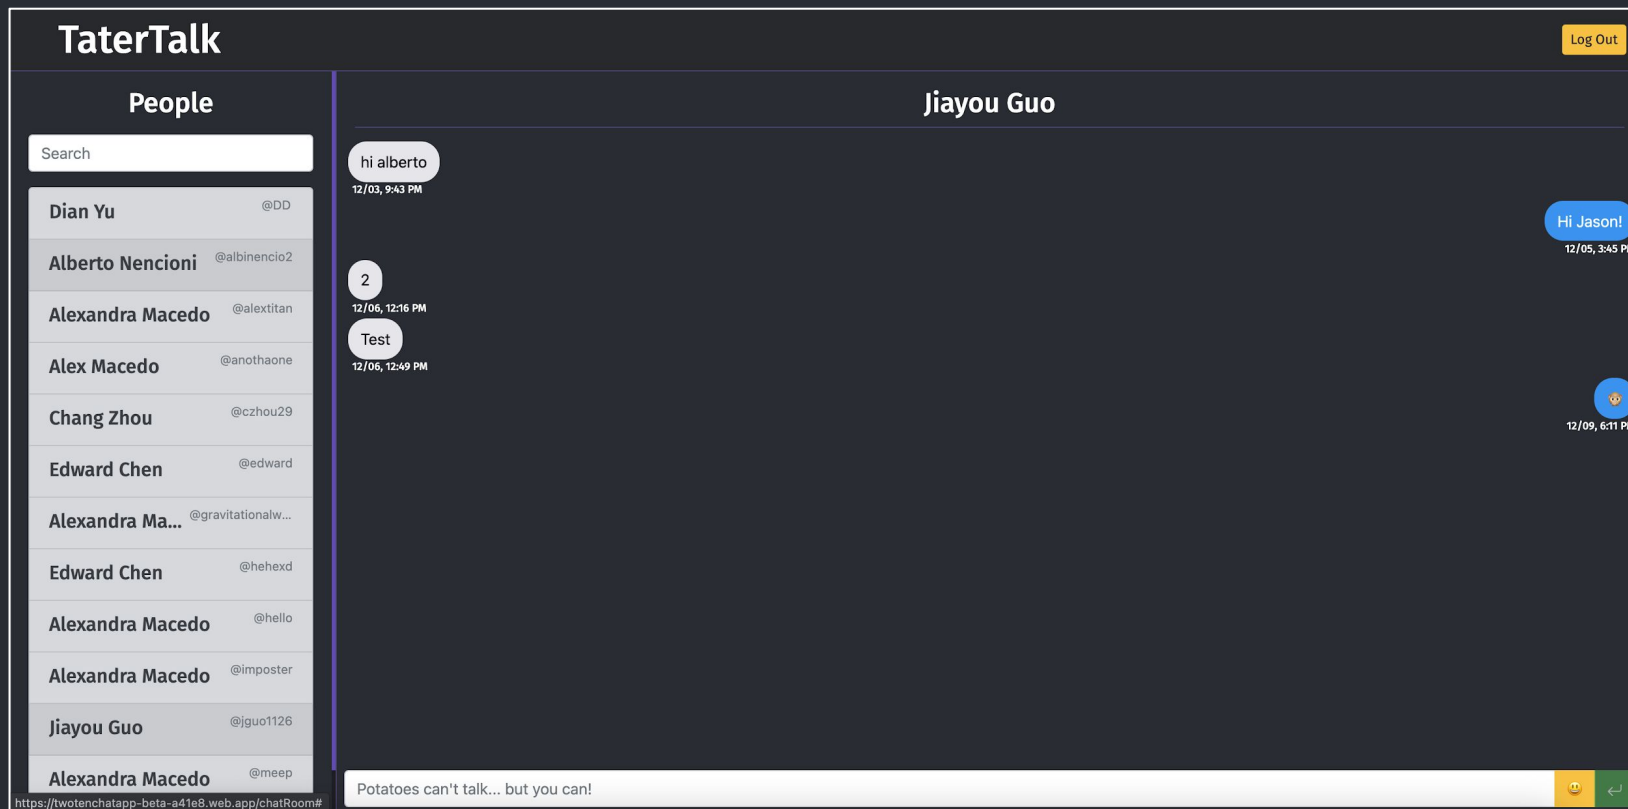 TaterTalk
Log Out
People
Search
Dian Yu @DD
Alberto Nencioni @albinencio2
Alexandra Macedo @alextitan
Alex Macedo @anothaone
Chang Zhou @czhou29
Edward Chen @edward
Alexandra Ma... @gravitationalw...
Edward Chen @hehexd
Alexandra Macedo @hello
Alexandra Macedo @imposter
Jiayou Guo @jguo1126
Alexandra Macedo @meep
https://twotenchatapp-beta-a41e8.web.app/chatRoom#
Jiayou Guo
hi alberto
12/03, 9:43 PM
Hi Jason!
12/05, 3:45 P
2
12/06, 12:16 PM
Test
12/06, 12:49 PM
12/09, 6:11 P
Potatoes can't talk... but you can!